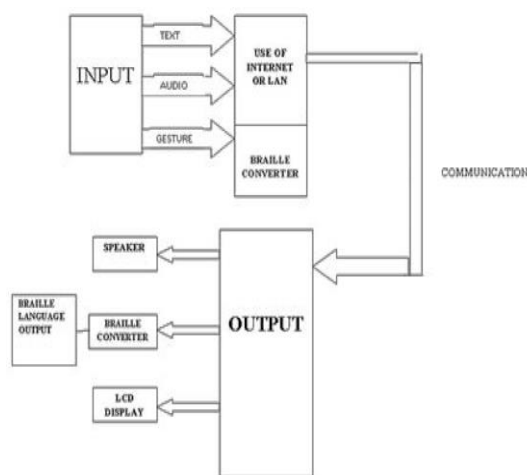 INPUT
TEXT
AUDIO
GESTURE
USE OF
INTERNET
OR LAN
BRAILLE
CONVERTER
COMMUNICATION
SPEAKER
BRAILLE
LANGUAGE
OUTPUT
BRAILLE
CONVERTER
LCD
DISPLAY
OUTPUT